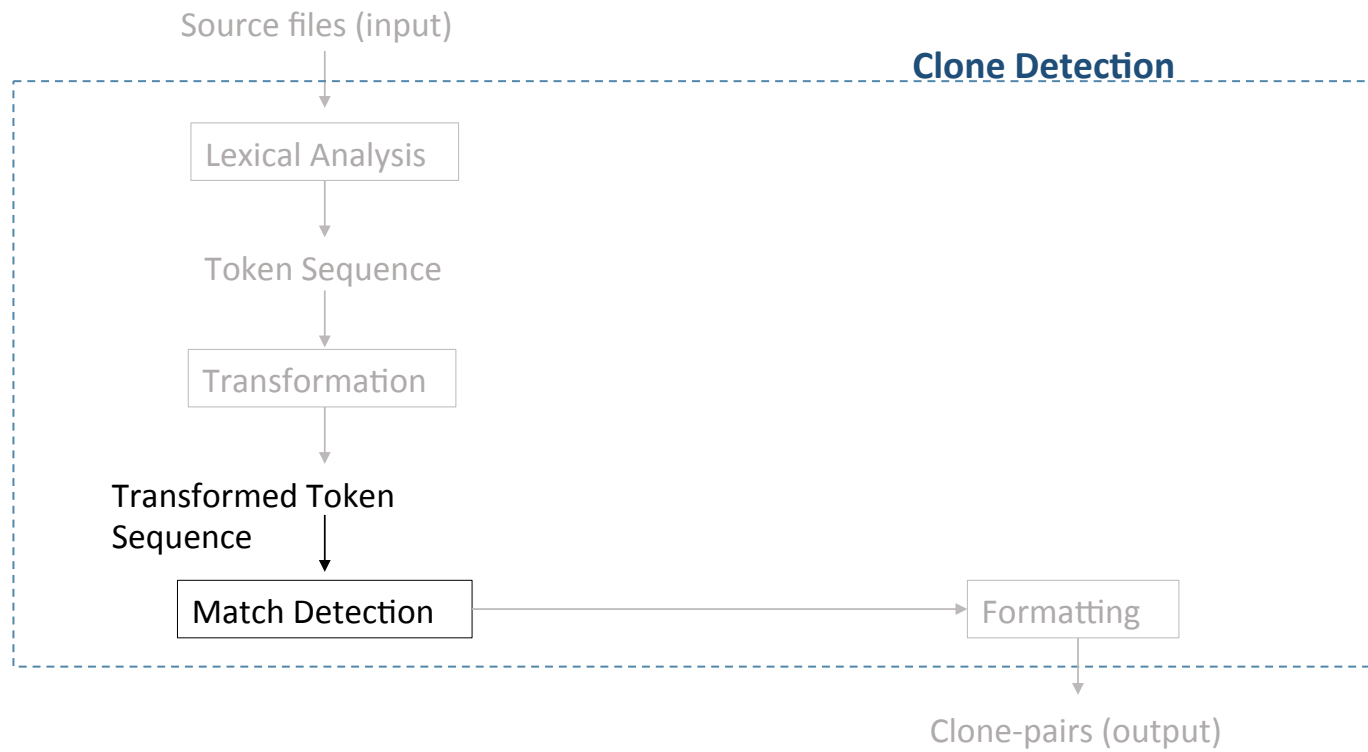 Source files (input)
Clone Detection
Lexical Analysis
Token Sequence
Transformation
Transformed Token
Sequence
Match Detection
Formatting
Clone-pairs (output)